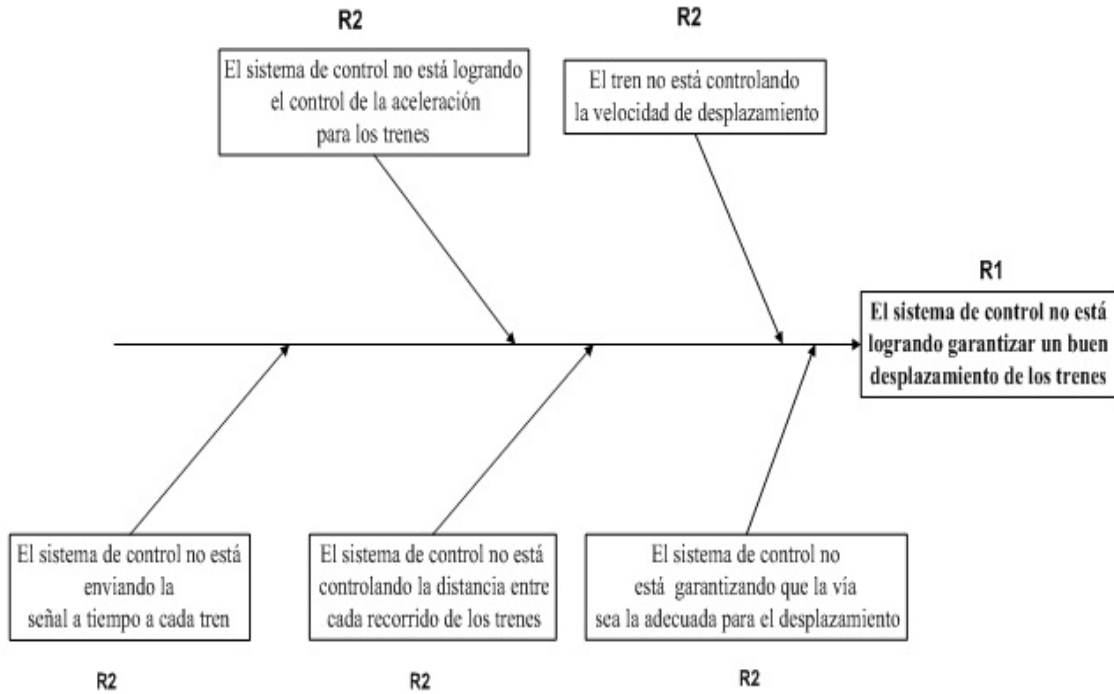 R2
El sistema de control no está logrando
el control de la aceleración
para los trenes
R2
El tren no está controlando
la velocidad de desplazamiento
R1
El sistema de control no está
logrando garantizar un buen
desplazamiento de los trenes
El sistema de control no está
enviando la
señal a tiempo a cada tren
R2
El sistema de control no está
controlando la distancia entre
cada recorrido de los trenes
R2
El sistema de control no
está garantizando que la vía
sea la adecuada para el desplazamiento
R2